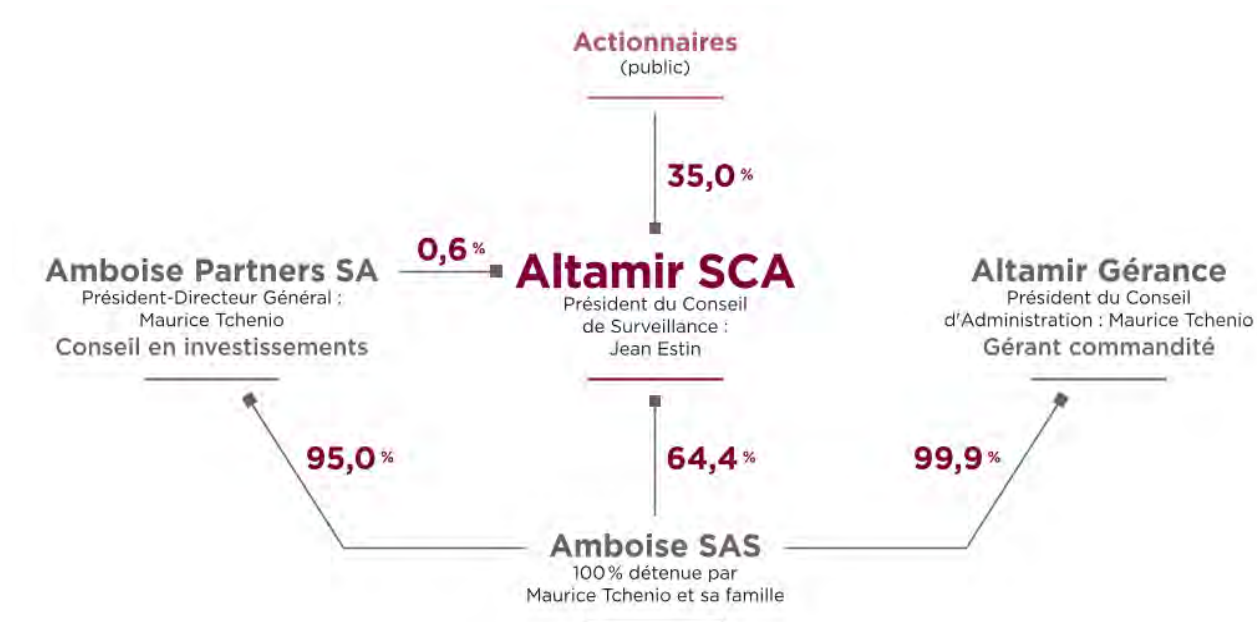 Actionnaires
(public)
35,0 %
0,6 %
Amboise Partners SA
Président-Directeur Général :
Maurice Tchenio
Conseil en investissements
Altamir SCA
Président du Conseil
de Surveillance :
Jean Estin
Altamir Gérance
Président du Conseil
d'Administration : Maurice Tchenio
Gérant commandité
95,0 %
64,4 %
99,9 %
Amboise SAS
100 % détenue par
Maurice Tchenio et sa famille